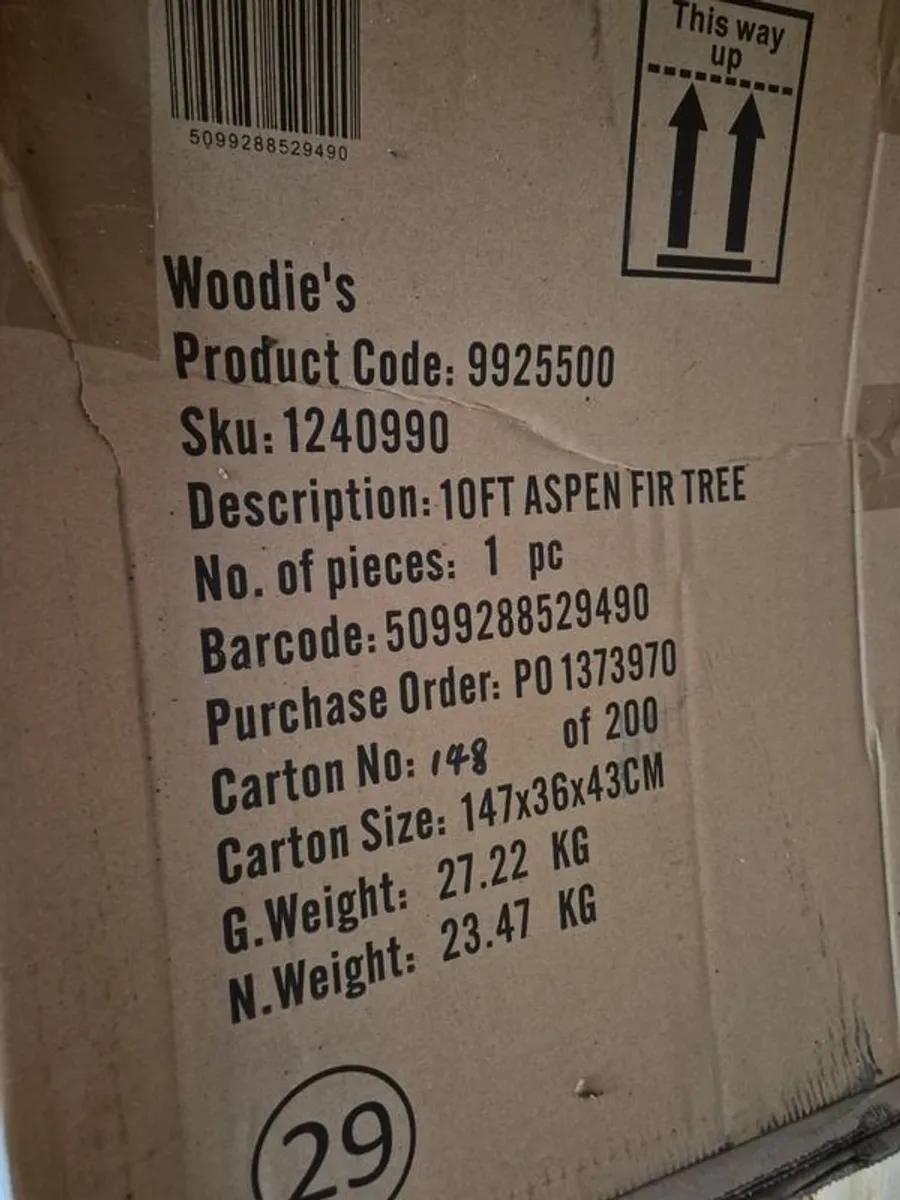 This way
up
5099288529490
Woodie's
Product Code: 9925500
Sku: 1240990
Description: 10FT ASPEN FIR TREE
No. of pieces: 1 pc
Barcode: 5099288529490
Purchase Order: PO 1373970
Carton No: 148 of 200
Carton Size: 147x36x43CM
G.Weight: 27.22 KG
N.Weight: 23.47 KG
29